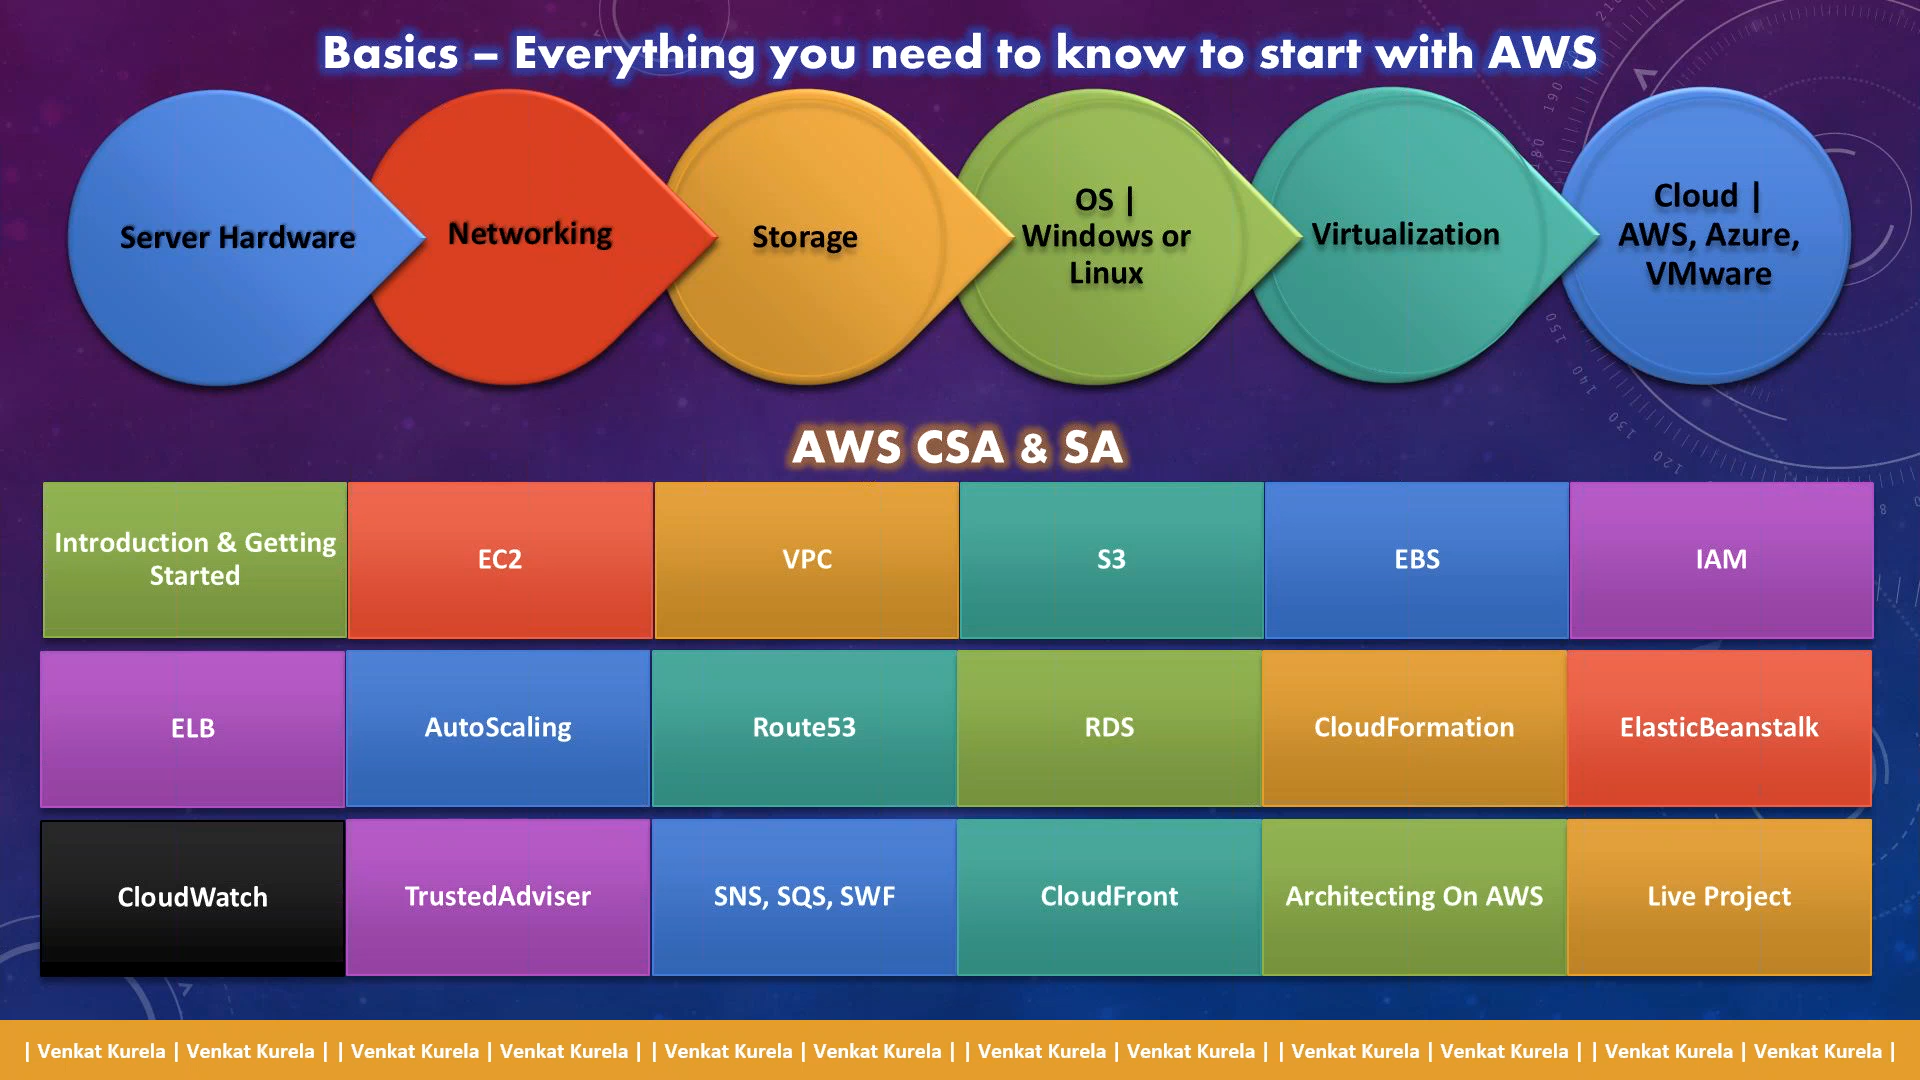 Basics – Everything you need to know to start with AWS
Server Hardware
Networking
Storage
OS |
Windows or
Linux
Virtualization
Cloud |
AWS, Azure,
VMware
AWS CSA & SA
Introduction & Getting
Started
EC2
VPC
S3
EBS
IAM
ELB
AutoScaling
Route53
RDS
CloudFormation
ElasticBeanstalk
CloudWatch
TrustedAdviser
SNS, SQS, SWF
CloudFront
Architecting On AWS
Live Project
| Venkat Kurela | Venkat Kurela | | Venkat Kurela | Venkat Kurela | | Venkat Kurela | Venkat Kurela | | Venkat Kurela | Venkat Kurela | | Venkat Kurela | Venkat Kurela | | Venkat Kurela | Venkat Kurela |